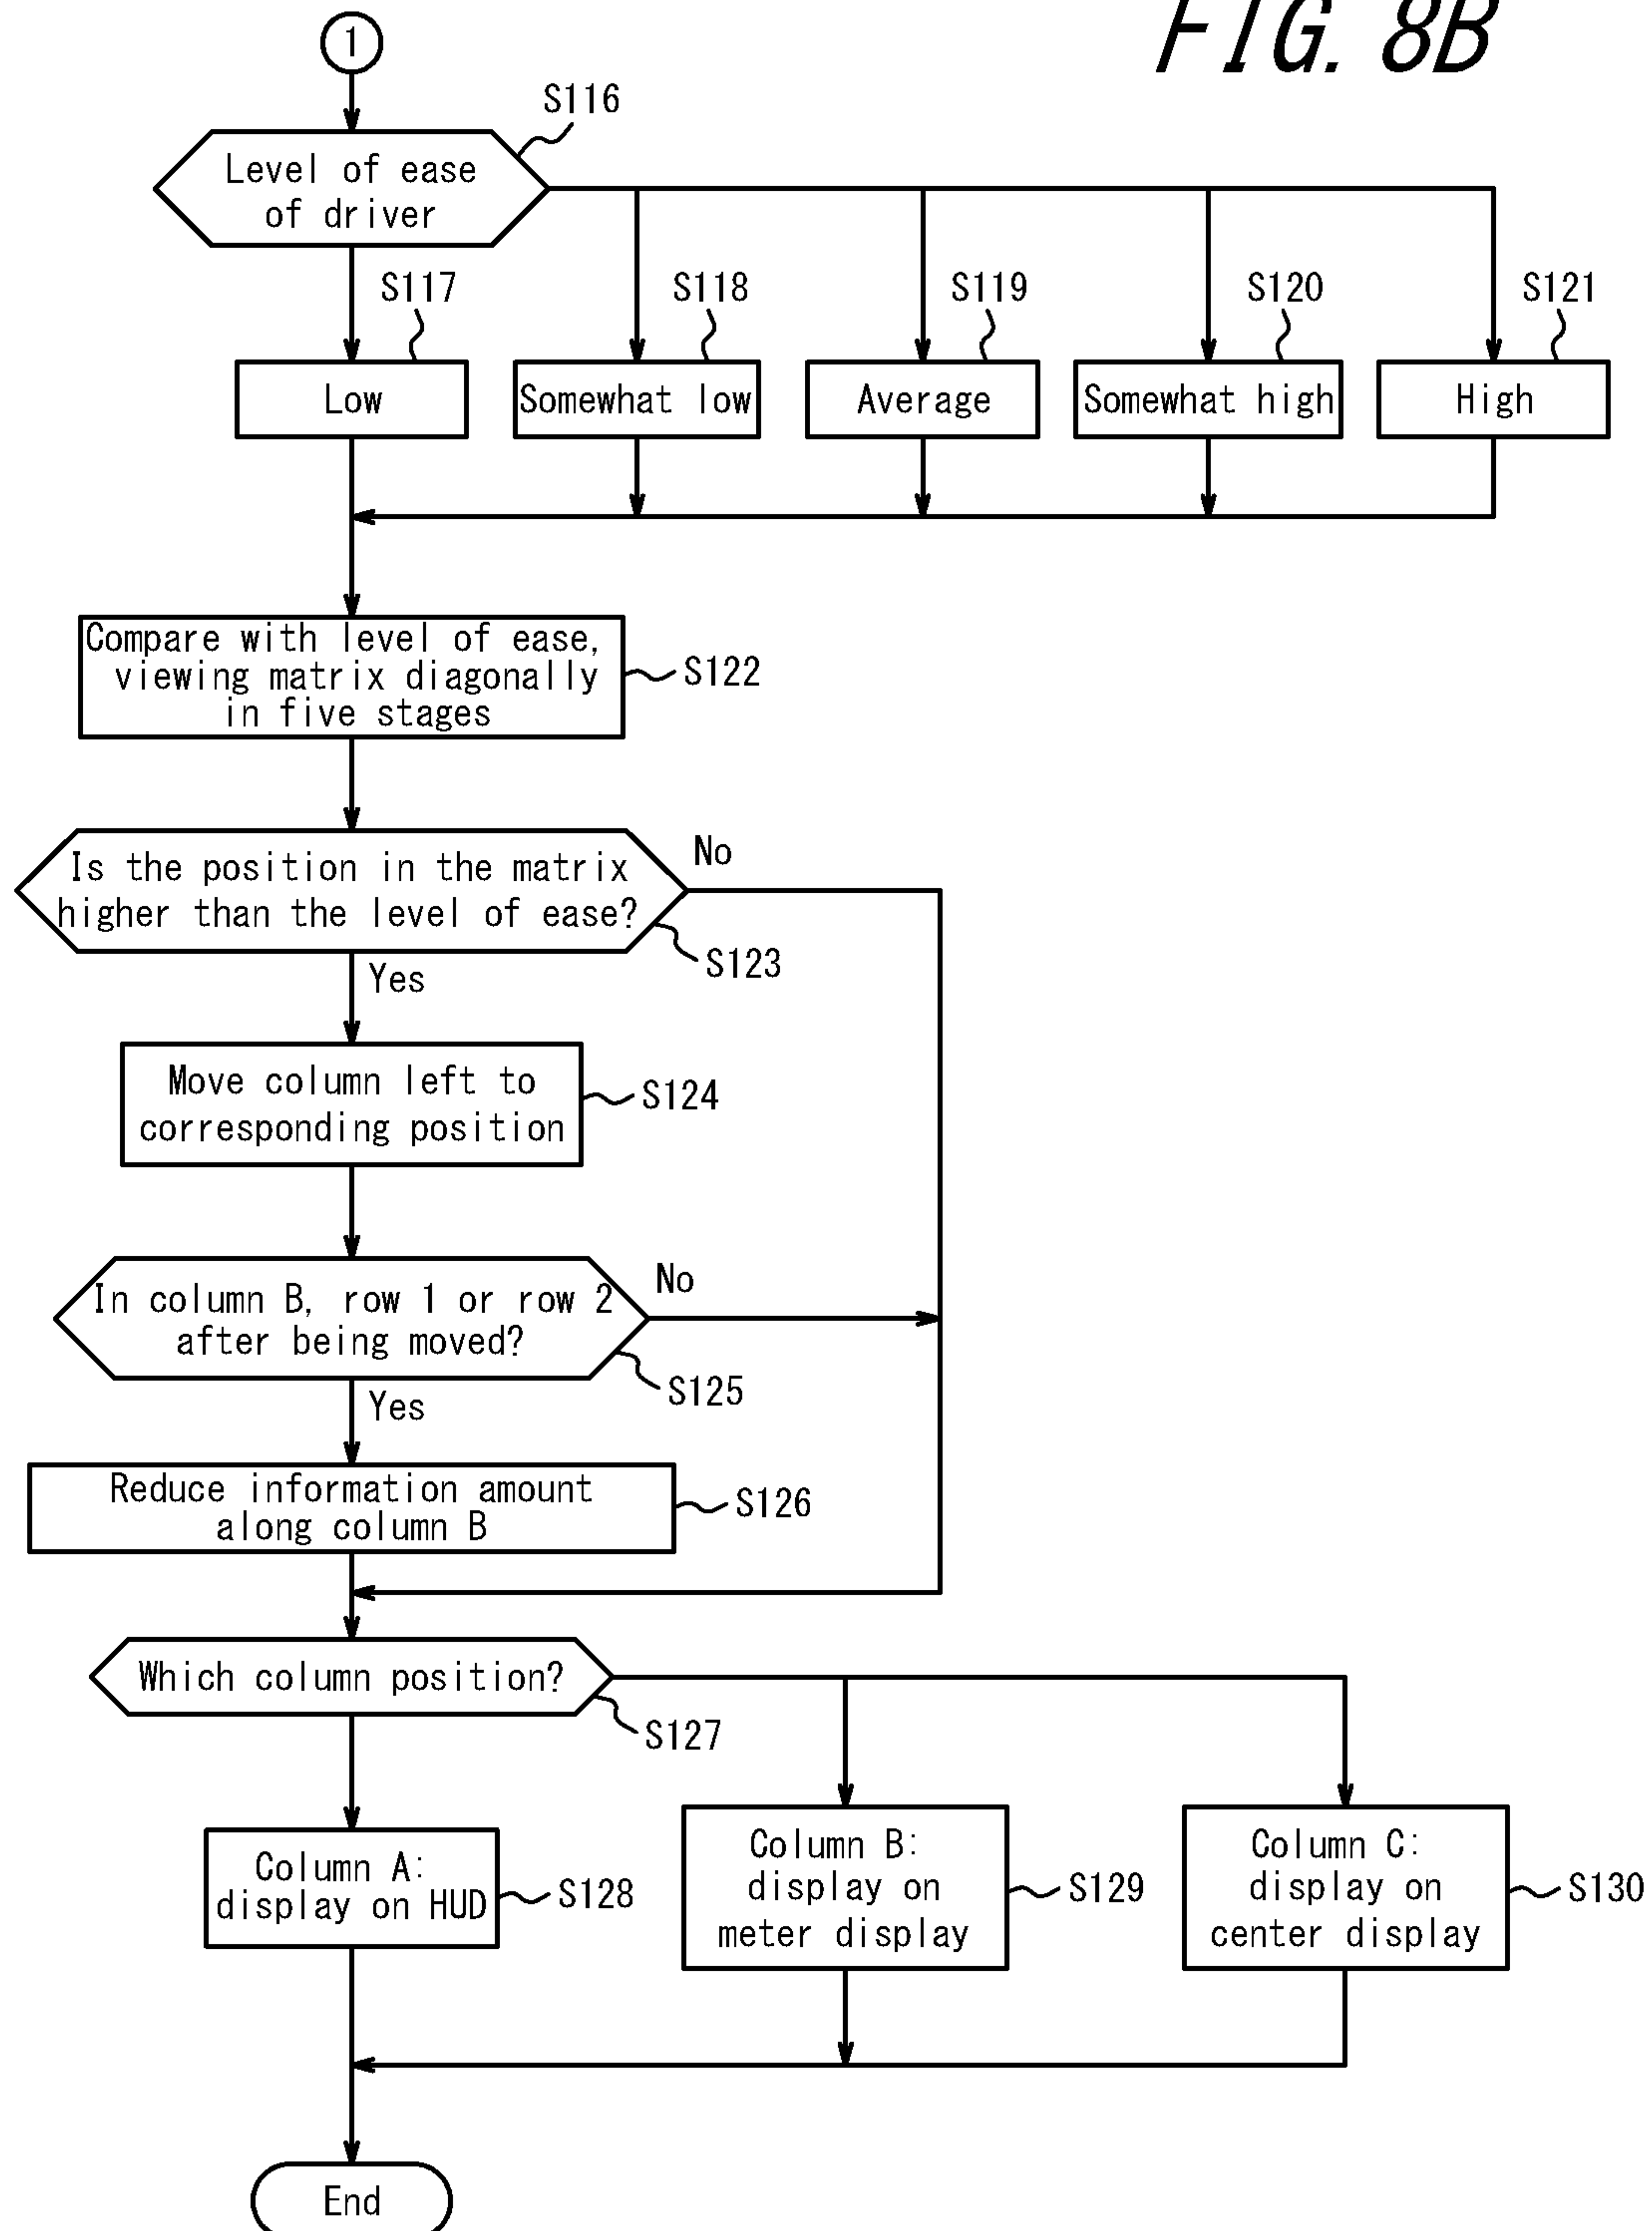 FIG. 8B
1
S116
Level of ease
of driver
S117
S118
S119
S120
S121
Low
Somewhat low
Average
Somewhat high
High
Compare with level of ease,
viewing matrix diagonally
in five stages
S122
Is the position in the matrix
higher than the level of ease?
No
S123
Yes
Move column left to
corresponding position
S124
In column B, row 1 or row 2
after being moved?
No
S125
Yes
Reduce information amount
along column B
S126
Which column position?
S127
Column A:
display on HUD
S128
Column B:
display on
meter display
S129
Column C:
display on
center display
S130
End